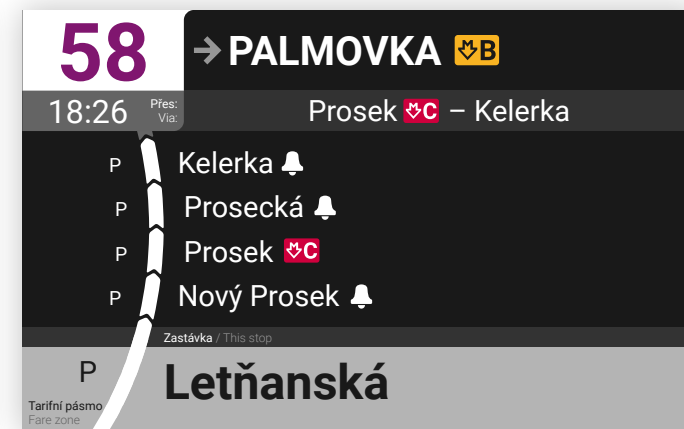 58
→ PALMOVKA B
18:26
Přes:
Via:
Prosek C – Kelerka
P Kelerka
P Prosecká
P Prosek C
P Nový Prosek
Zastávka / This stop
P
Letňanská
Tarifní pásmo
Fare zone